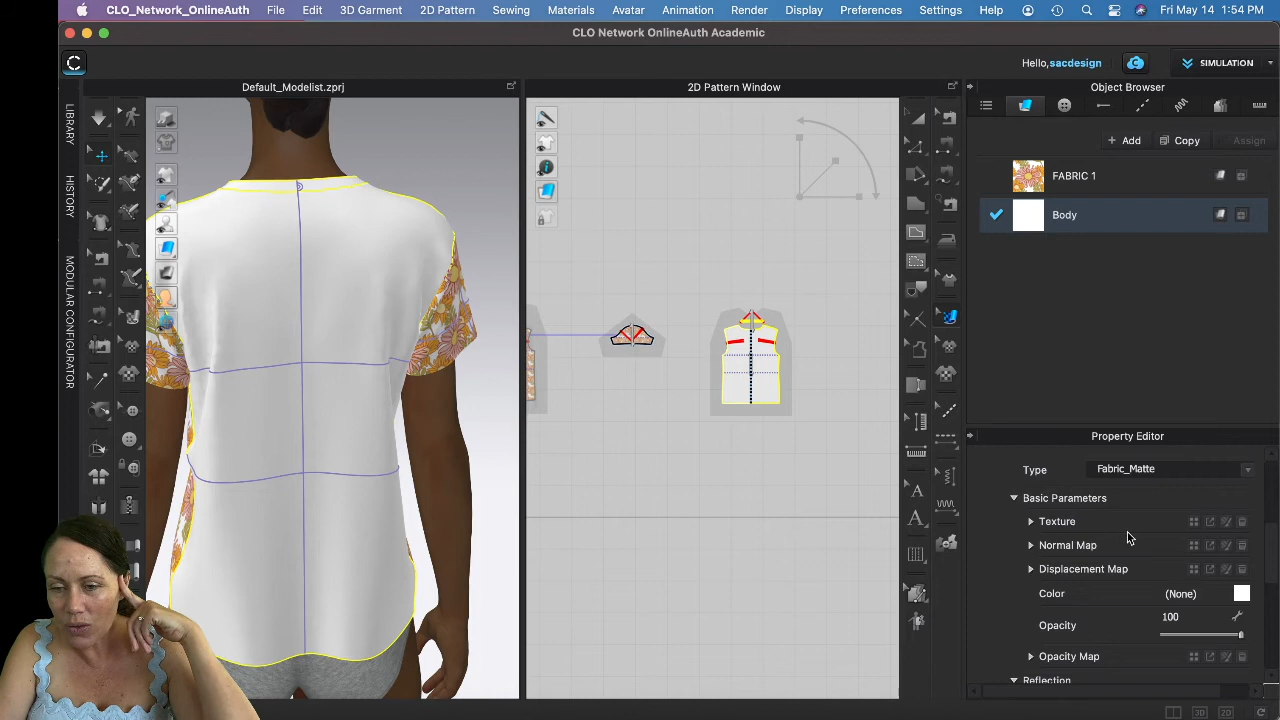 CLO_Network_OnlineAuth File Edit 3D Garment 2D Pattern Sewing Materials Avatar Animation Render Display Preferences Settings Help Fri May 14 1:54 PM
CLO Network OnlineAuth Academic
C Hello, sacdesign SIMULATION
Default_Modelist.zprj 2D Pattern Window Object Browser
LIBRARY
HISTORY
MODULAR CONFIGURATOR
+ Add Copy Assign
FABRIC 1
Body
Property Editor
Type Fabric_Matte
Basic Parameters
Texture
Normal Map
Displacement Map
Color (None)
Opacity 100
Opacity Map
Reflection
3D 2D